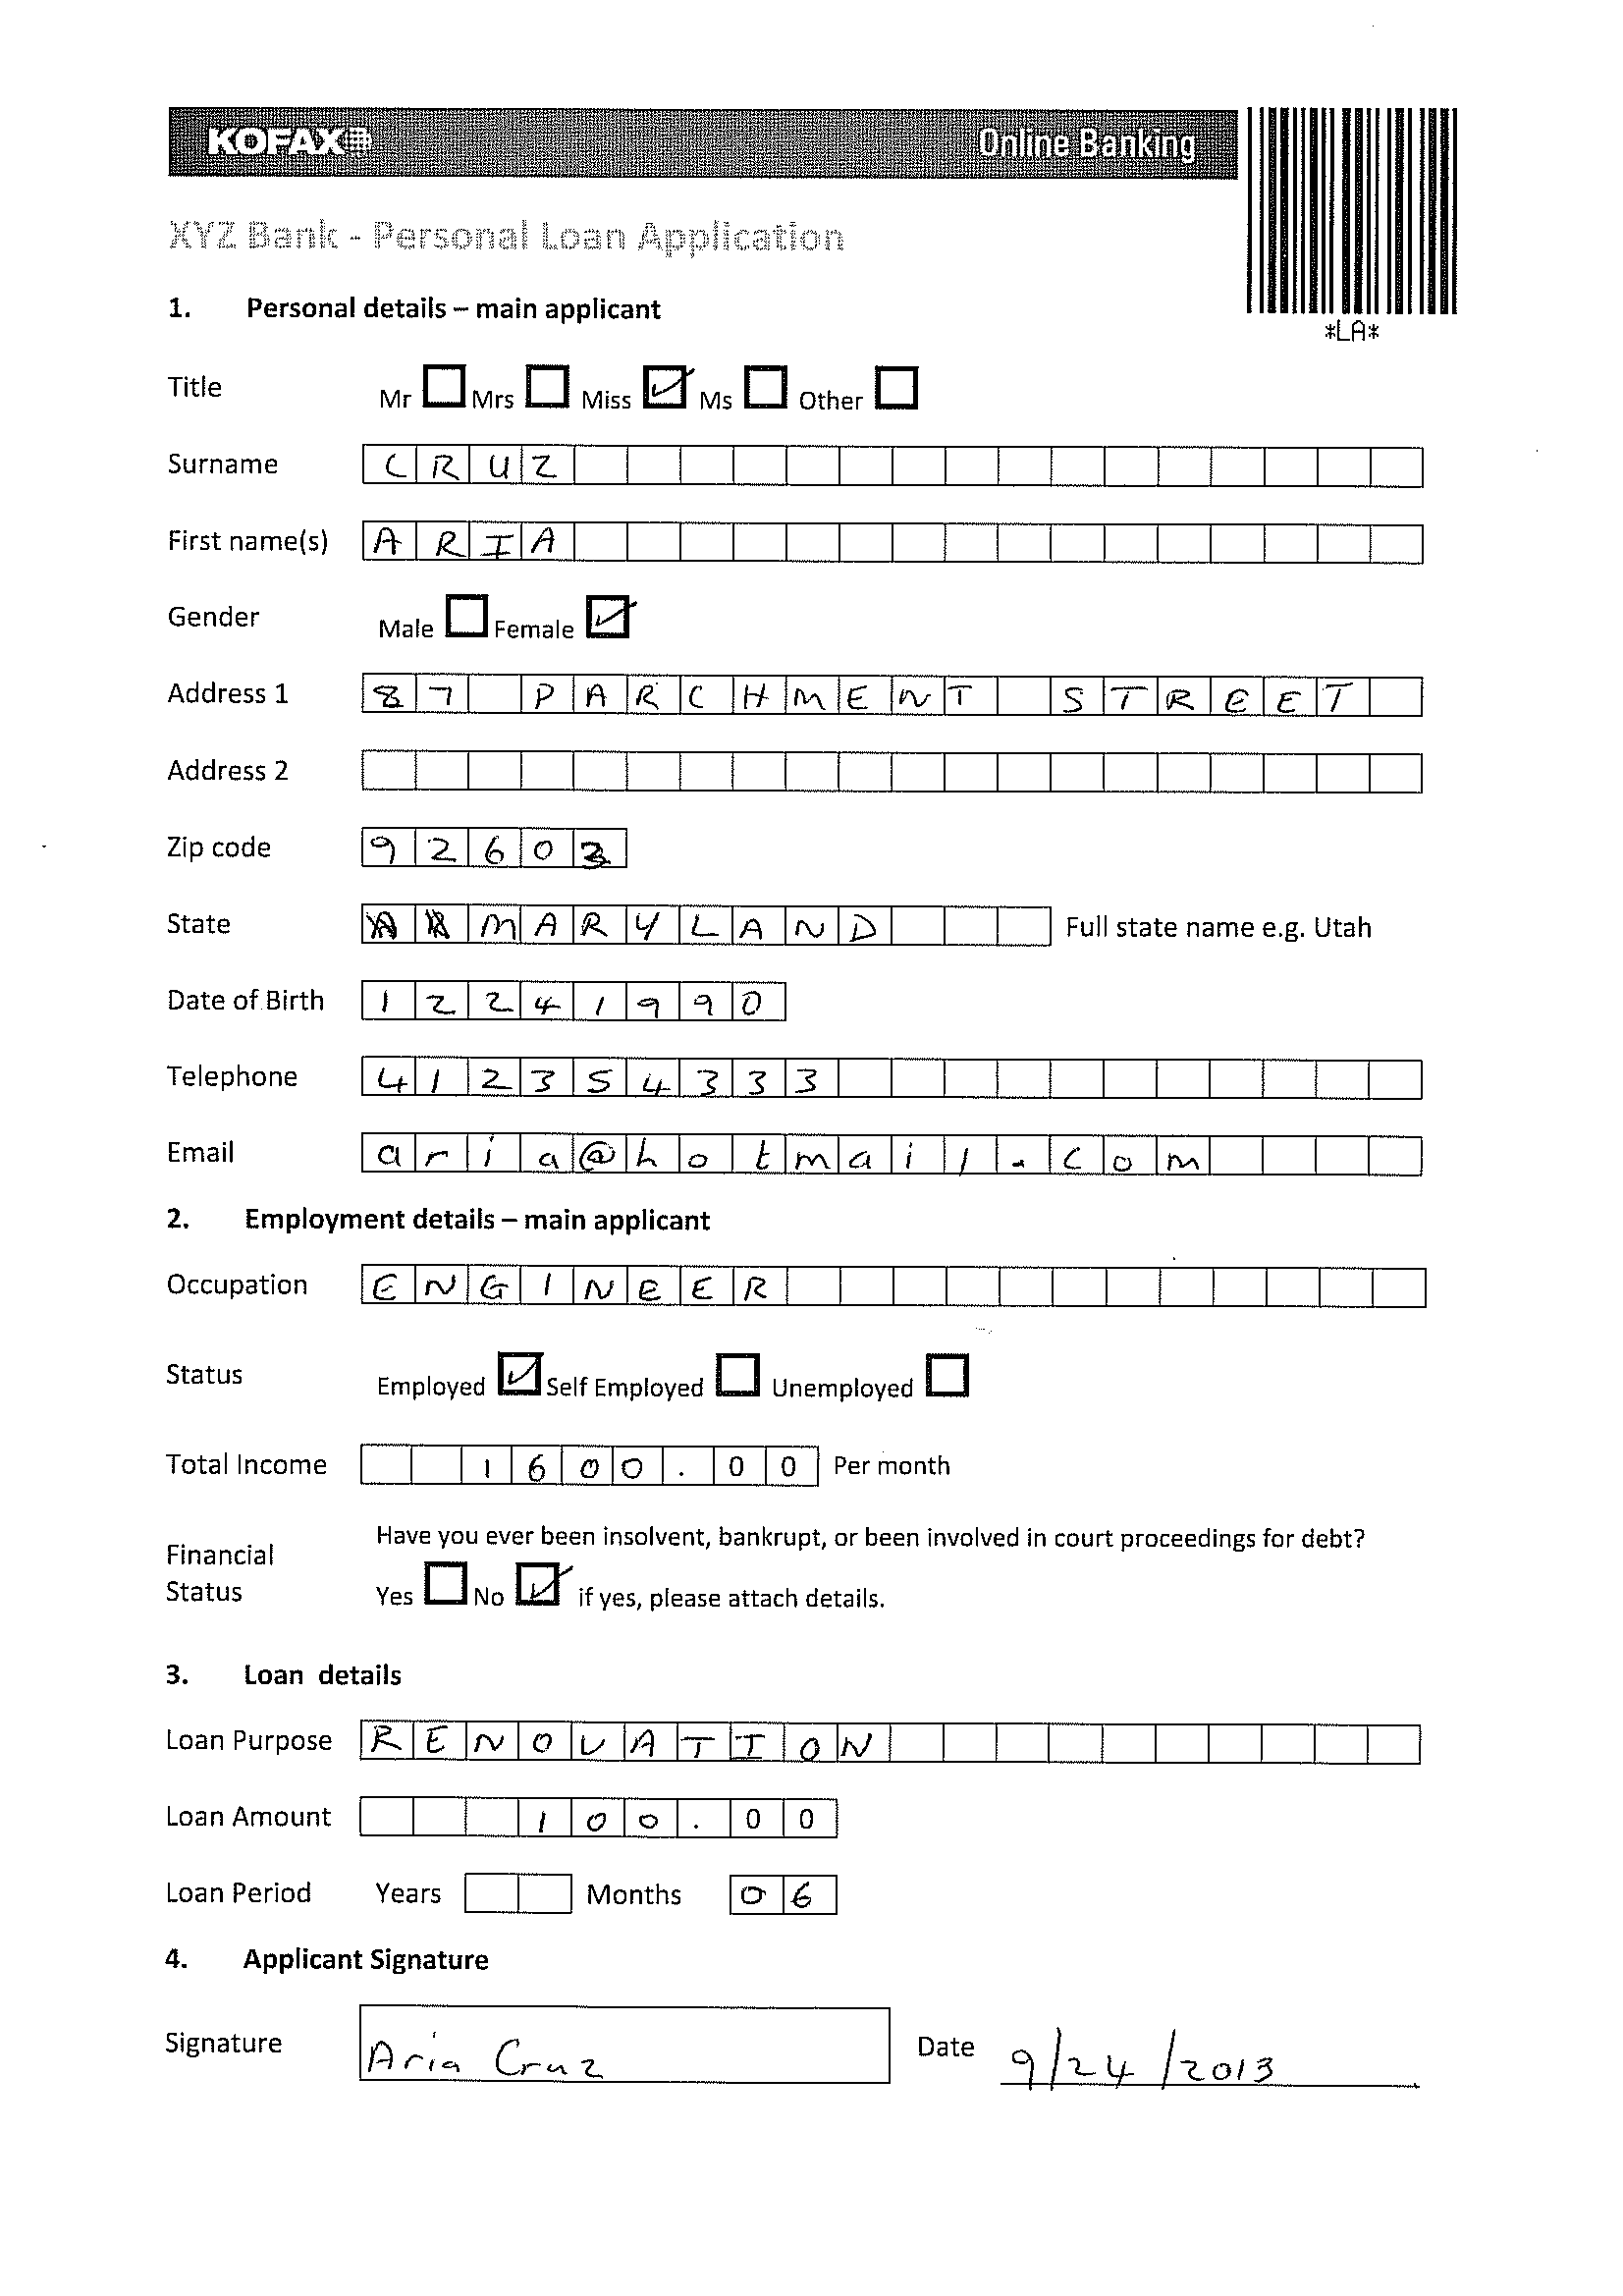 KOFAX Online Banking
XYZ Bank - Personal Loan Application
*LA*
1. Personal details – main applicant
Title Mr Mrs Miss ✓ Ms Other
Surname CRUZ
First name(s) ARIA
Gender Male Female ✓
Address 1 87 PARCHMENT STREET
Address 2
Zip code 92603
State MARYLAND Full state name e.g. Utah
Date of Birth 12241990
Telephone 412354333
Email aria@hotmail.com
2. Employment details – main applicant
Occupation ENGINEER
Status Employed ✓ Self Employed Unemployed
Total Income 1600.00 Per month
Have you ever been insolvent, bankrupt, or been involved in court proceedings for debt?
Financial
Status Yes No ✓ if yes, please attach details.
3. Loan details
Loan Purpose RENOVATION
Loan Amount 100.00
Loan Period Years Months 06
4. Applicant Signature
Signature Aria Cruz Date 9/24/2013